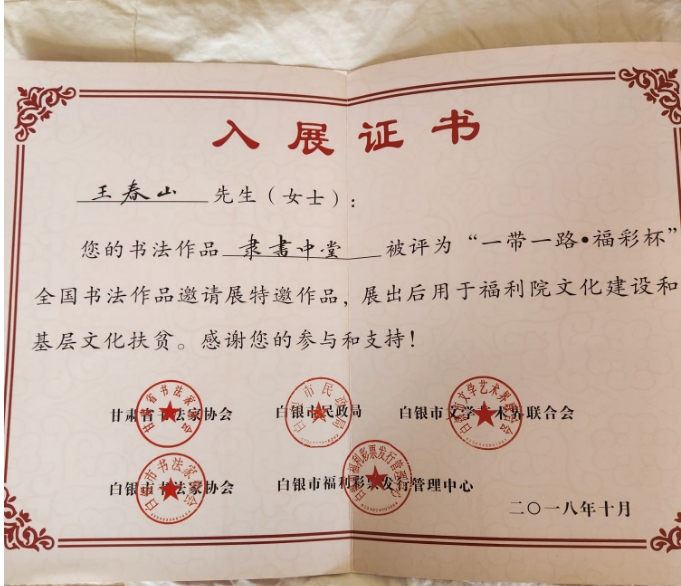 入展证书
王春山 先生（女士）：
您的书法作品 隶书中堂 被评为“一带一路•福彩杯”
全国书法作品邀请展特邀作品，展出后用于福利院文化建设和
基层文化扶贫。感谢您的参与和支持！
甘肃省书法家协会 白银市民政局 白银市文学艺术界联合会
白银市书法家协会 白银市福利彩票发行管理中心
二〇一八年十月